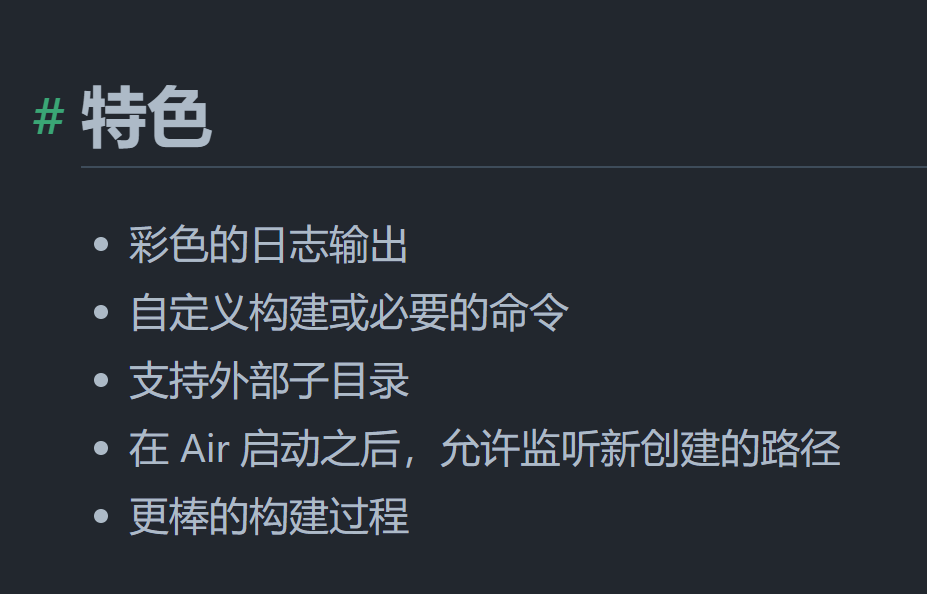 # 特色
• 彩色的日志输出
• 自定义构建或必要的命令
• 支持外部子目录
• 在 Air 启动之后，允许监听新创建的路径
• 更棒的构建过程